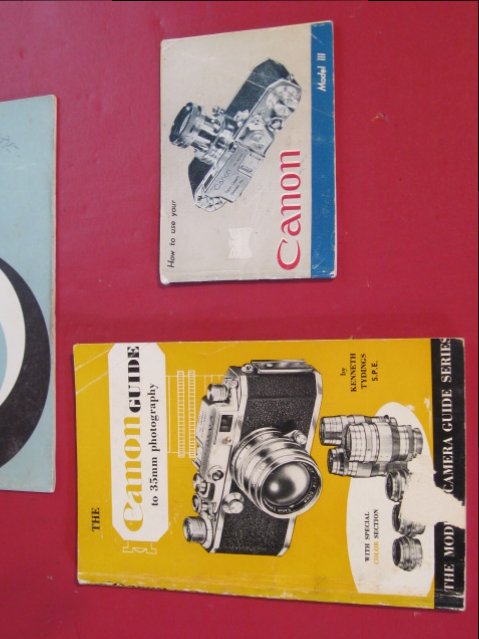 How to use your
Canon
Model III
THE
Canon GUIDE
to 35mm photography
by
KENNETH
TYDINGS
S.P.E.
WITH SPECIAL
COLOR SECTION
THE CAMERA GUIDE SERIES